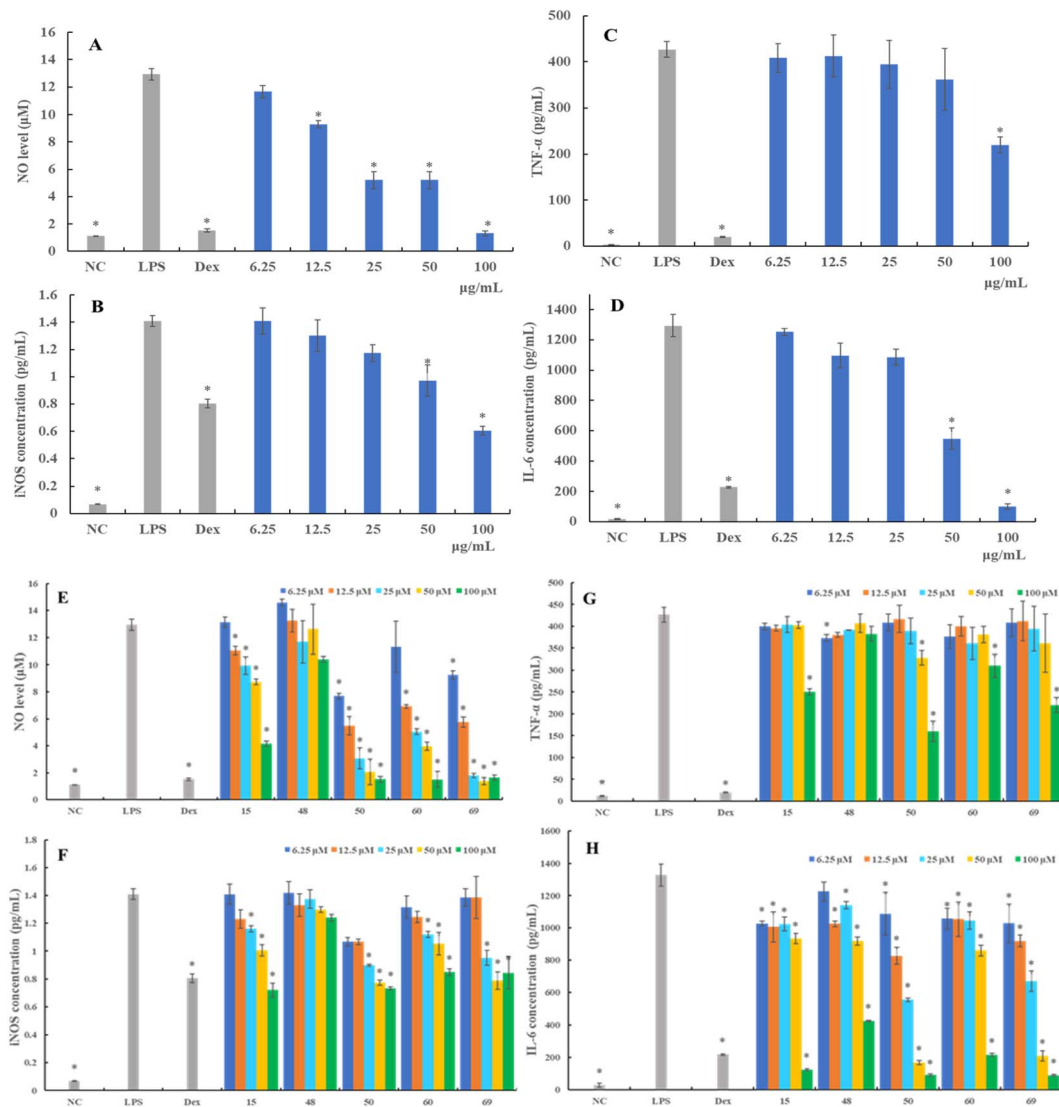 A
NO level (µM)
16
14
12
10
8
6
4
2
0
*
*
*
*
*
*
NC LPS Dex 6.25 12.5 25 50 100
µg/mL
C
TNF-α (pg/mL)
500
400
300
200
100
0
*
*
*
NC LPS Dex 6.25 12.5 25 50 100
µg/mL
B
iNOS concentration (pg/mL)
1.6
1.4
1.2
1
0.8
0.6
0.4
0.2
0
*
*
*
*
NC LPS Dex 6.25 12.5 25 50 100
µg/mL
D
IL-6 concentration (pg/mL)
1400
1200
1000
800
600
400
200
0
*
*
*
*
NC LPS Dex 6.25 12.5 25 50 100
µg/mL
E
6.25 µM 12.5 µM 25 µM 50 µM 100 µM
NO level (µM)
16
14
12
10
8
6
4
2
0
* * * * * * * * * * * * * * * * * * * *
NC LPS Dex 15 48 50 60 69
G
6.25 µM 12.5 µM 25 µM 50 µM 100 µM
TNF-α (pg/mL)
500
450
400
350
300
250
200
150
100
50
0
* * * * * * * *
NC LPS Dex 15 48 50 60 69
F
6.25 µM 12.5 µM 25 µM 50 µM 100 µM
iNOS concentration (pg/mL)
1.8
1.6
1.4
1.2
1
0.8
0.6
0.4
0.2
0
* * * * * * * * * * * * * *
NC LPS Dex 15 48 50 60 69
H
6.25 µM 12.5 µM 25 µM 50 µM 100 µM
IL-6 concentration (pg/mL)
1600
1400
1200
1000
800
600
400
200
0
* * * * * * * * * * * * * * * * * * * * * * * * * *
NC LPS Dex 15 48 50 60 69